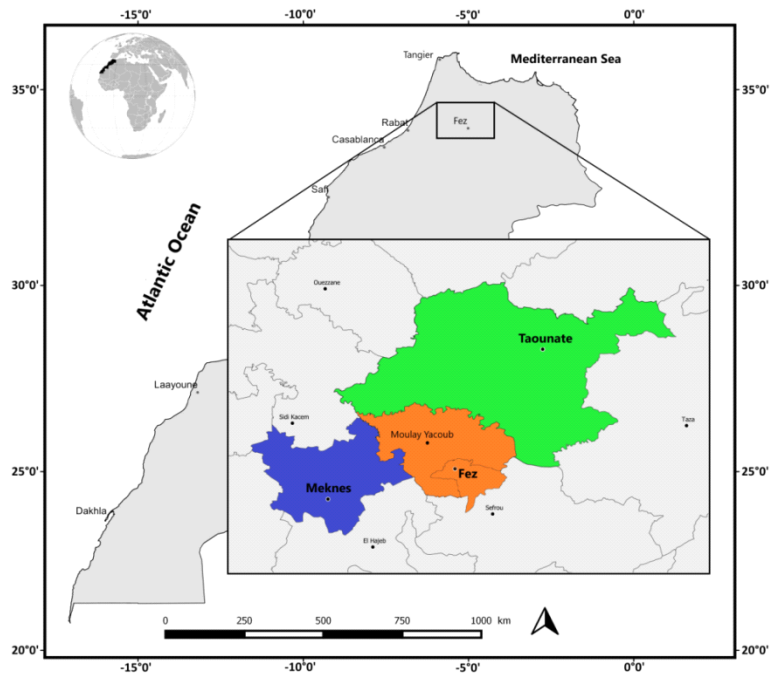 -15°0' -10°0' -5°0' 0°0'
Tangier
Mediterranean Sea
35°0' 35°0'
Rabat
Fez
Casablanca
Safi
Atlantic Ocean
30°0' 30°0'
Ouezzane
Taounate
Laayoune
Sidi Kacem
Taza
Moulay Yacoub
25°0' 25°0'
Fez
Meknes
Dakhla
Sefrou
El Hajeb
0 250 500 750 1000 km
20°0' 20°0'
-15°0' -10°0' -5°0' 0°0'